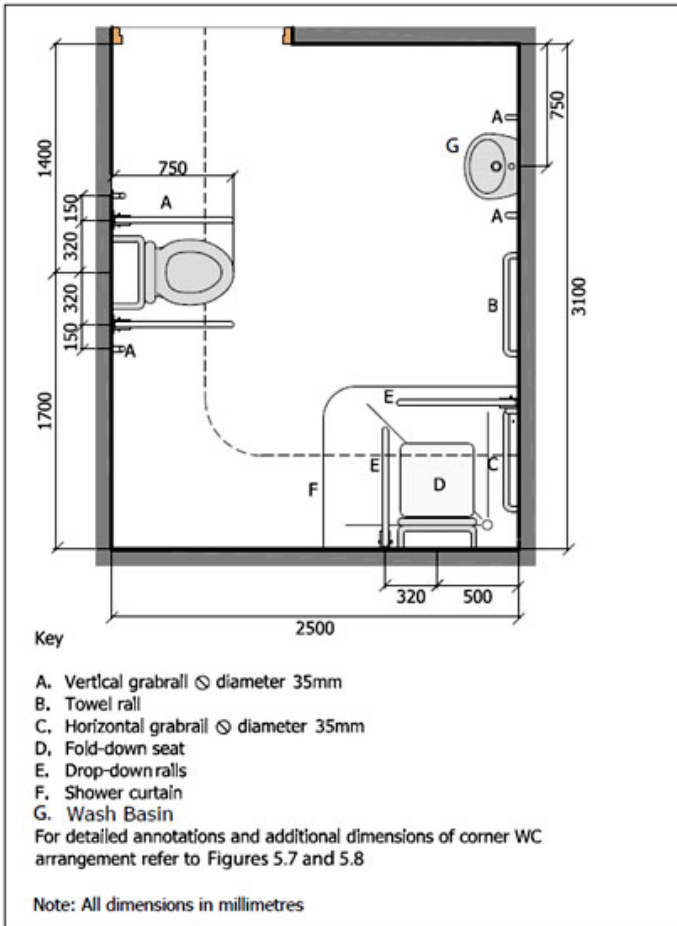 750
1400
A
G
750
A
150
A
320
3100
B
320
150
A
E
1700
E
C
F
D
320
500
2500
Key
A. Vertical grabrail ⦸ diameter 35mm
B. Towel rail
C. Horizontal grabrail ⦸ diameter 35mm
D. Fold-down seat
E. Drop-down rails
F. Shower curtain
G. Wash Basin
For detailed annotations and additional dimensions of corner WC
arrangement refer to Figures 5.7 and 5.8
Note: All dimensions in millimetres